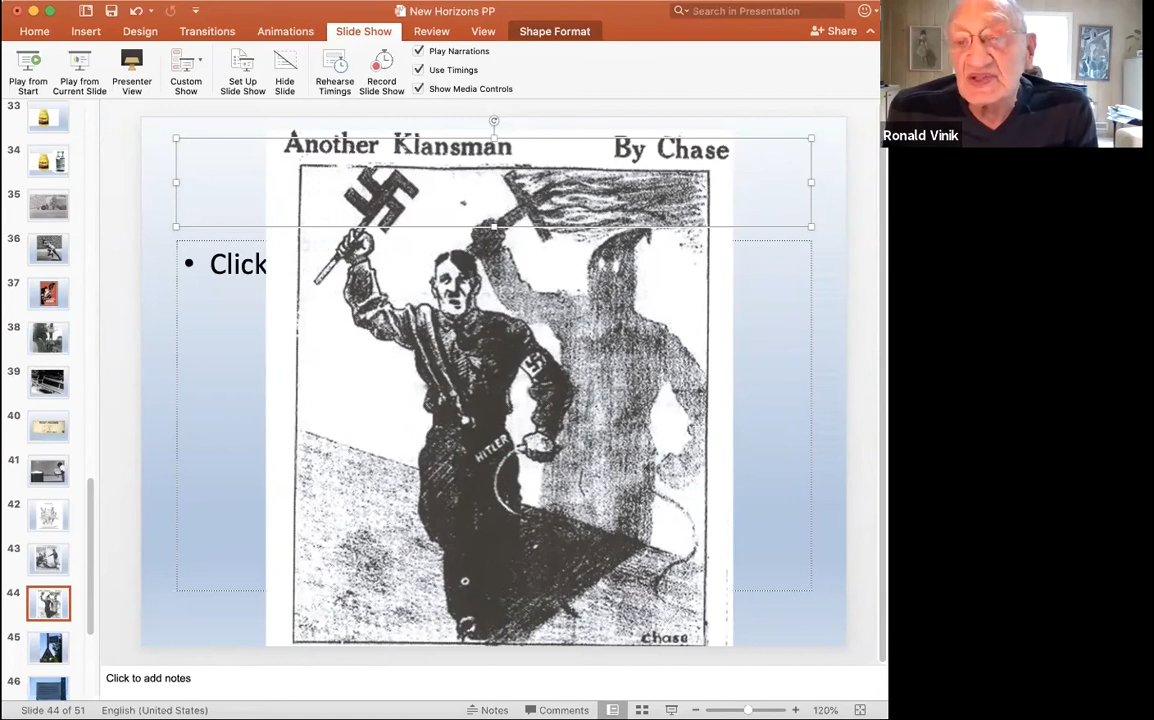 New Horizons PP
Search in Presentation
Home Insert Design Transitions Animations Slide Show Review View Shape Format Share
Play from Start
Play from Current Slide
Presenter View
Custom Show
Set Up Slide Show
Hide Slide
Rehearse Timings
Record Slide Show
Play Narrations
Use Timings
Show Media Controls
Ronald Vinik
33
34
35
36
37
38
39
40
41
42
43
44
45
46
Another Klansman By Chase
• Click
HITLER
chase
Click to add notes
Slide 44 of 51 English (United States) Notes Comments 120%